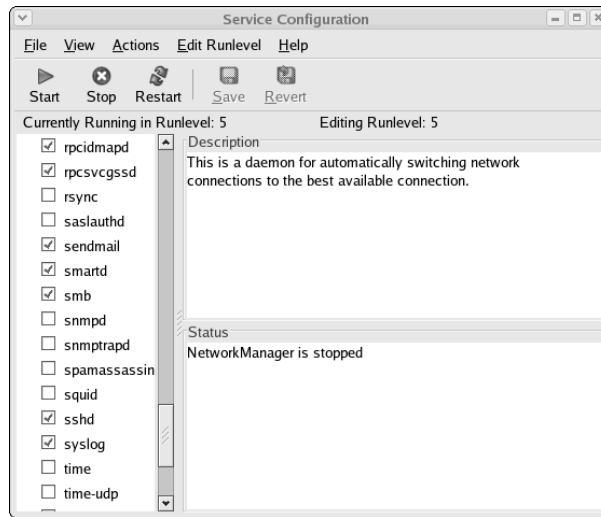 Service Configuration
File View Actions Edit Runlevel Help
Start Stop Restart Save Revert
Currently Running in Runlevel: 5 Editing Runlevel: 5
rpcidmapd
rpcsvcgssd
rsync
saslauthd
sendmail
smartd
smb
snmpd
snmptrapd
spamassassin
squid
sshd
syslog
time
time-udp
Description
This is a daemon for automatically switching network
connections to the best available connection.
Status
NetworkManager is stopped